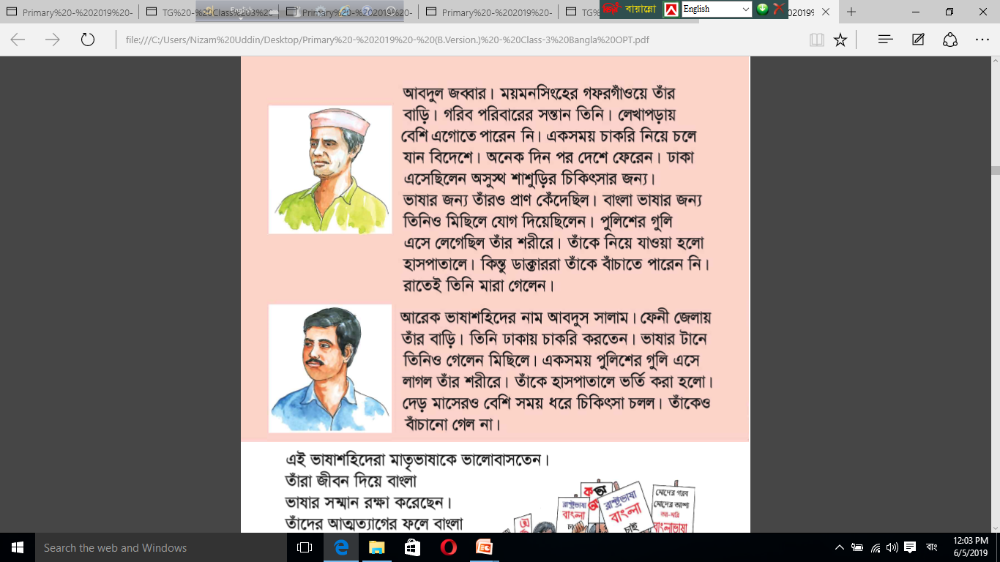 Primary%20-%202019%20-
TG%20-%20Class%203%2
Primary%20-%2020
Primary%20-%202019%20-
TG%
বায়ান্নো
English
English
2019
file:///C:/Users/Nizam%20Uddin/Desktop/Primary%20-%202019%20-%20(B.Version.)%20-%20Class-3%20Bangla%20OPT.pdf
আবদুল জব্বার। ময়মনসিংহের গফরগাঁওয়ে তাঁর
বাড়ি। গরিব পরিবারের সন্তান তিনি। লেখাপড়ায়
বেশি এগোতে পারেন নি। একসময় চাকরি নিয়ে চলে
যান বিদেশে। অনেক দিন পর দেশে ফেরেন। ঢাকা
এসেছিলেন অসুস্থ শাশুড়ির চিকিৎসার জন্য।
ভাষার জন্য তাঁরও প্রাণ কেঁদেছিল। বাংলা ভাষার জন্য
তিনিও মিছিলে যোগ দিয়েছিলেন। পুলিশের গুলি
এসে লেগেছিল তাঁর শরীরে। তাঁকে নিয়ে যাওয়া হলো
হাসপাতালে। কিন্তু ডাক্তাররা তাঁকে বাঁচাতে পারেন নি।
রাতেই তিনি মারা গেলেন।
আরেক ভাষাশহিদের নাম আবদুস সালাম। ফেনী জেলায়
তাঁর বাড়ি। তিনি ঢাকায় চাকরি করতেন। ভাষার টানে
তিনিও গেলেন মিছিলে। একসময় পুলিশের গুলি এসে
লাগল তাঁর শরীরে। তাঁকে হাসপাতালে ভর্তি করা হলো।
দেড় মাসেরও বেশি সময় ধরে চিকিৎসা চলল। তাঁকেও
বাঁচানো গেল না।
এই ভাষাশহিদেরা মাতৃভাষাকে ভালোবাসতেন।
তাঁরা জীবন দিয়ে বাংলা
ভাষার সম্মান রক্ষা করেছেন।
তাঁদের আত্মত্যাগের ফলে বাংলা
রাষ্ট্রভাষা
বাংলা
রাষ্ট্রভাষা
বাংলা
চাই
মোদের গরব
মোদের আশা
আ-মরি
বাংলাভাষা
Search the web and Windows
বাং
12:03 PM
6/5/2019